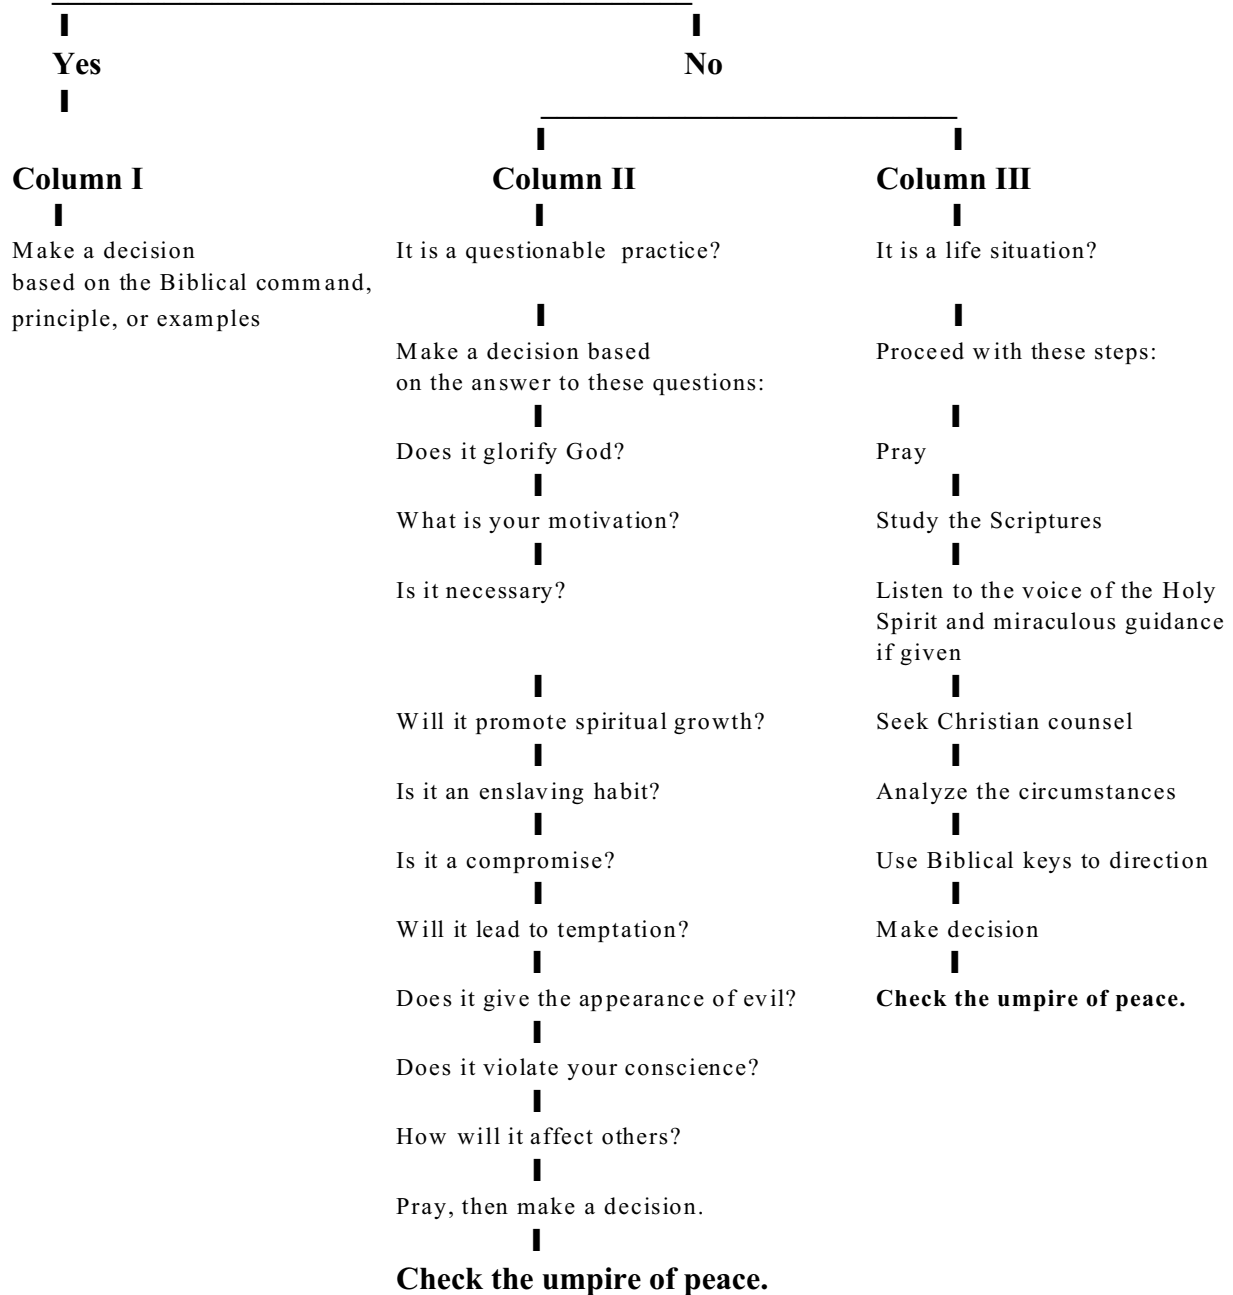 Yes
No
Column I
Column II
Column III
Make a decision
based on the Biblical command,
principle, or examples
It is a questionable practice?
Make a decision based
on the answer to these questions:
Does it glorify God?
What is your motivation?
Is it necessary?
Will it promote spiritual growth?
Is it an enslaving habit?
Is it a compromise?
Will it lead to temptation?
Does it give the appearance of evil?
Does it violate your conscience?
How will it affect others?
Pray, then make a decision.
Check the umpire of peace.
It is a life situation?
Proceed with these steps:
Pray
Study the Scriptures
Listen to the voice of the Holy
Spirit and miraculous guidance
if given
Seek Christian counsel
Analyze the circumstances
Use Biblical keys to direction
Make decision
Check the umpire of peace.